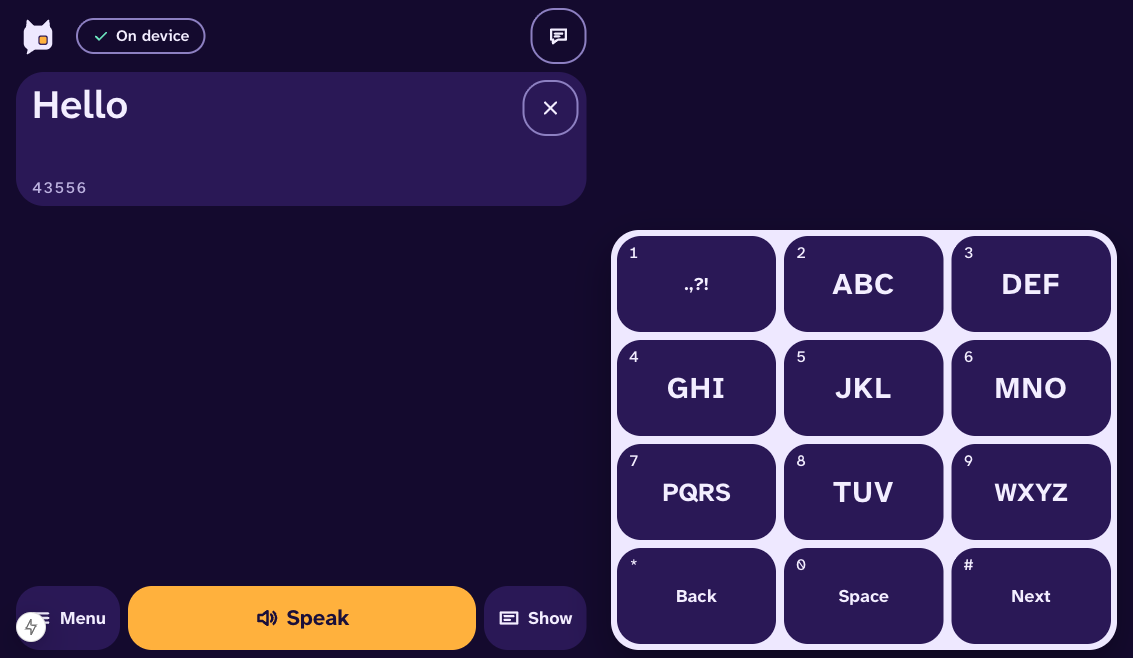 On device
Hello
43556
1
.,?!
2
ABC
3
DEF
4
GHI
5
JKL
6
MNO
7
PQRS
8
TUV
9
WXYZ
*
Back
0
Space
#
Next
Menu
Speak
Show